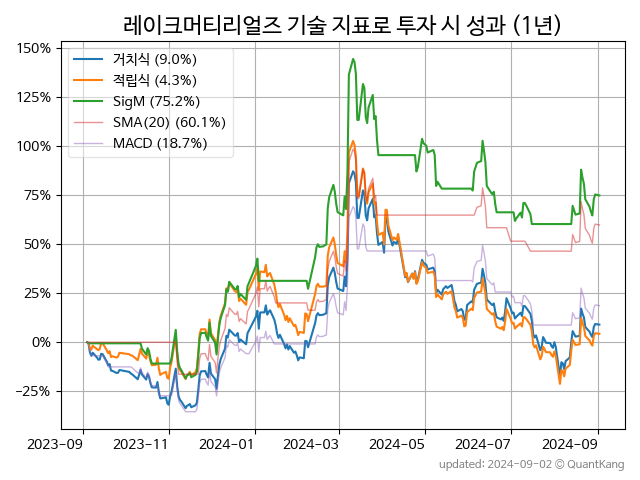 레이크머티리얼즈 기술 지표로 투자 시 성과 (1년)
150%
125%
100%
75%
50%
25%
0%
−25%
거치식 (9.0%)
적립식 (4.3%)
SigM (75.2%)
SMA(20) (60.1%)
MACD (18.7%)
2023-09 2023-11 2024-01 2024-03 2024-05 2024-07 2024-09
updated: 2024-09-02 © QuantKang